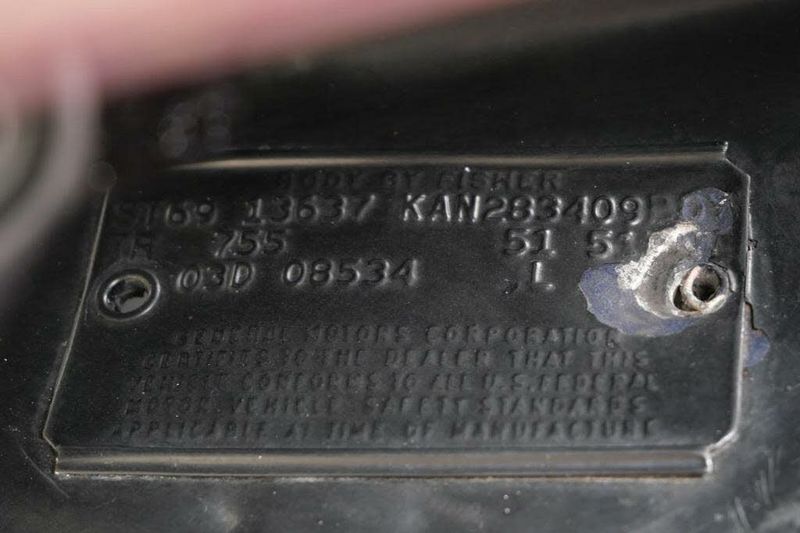 BODY BY FISHER
ST69 13637 KAN283409 BDY
TR 755 51 51
03D 08534 L
GENERAL MOTORS CORPORATION
CERTIFIES TO THE DEALER THAT THIS
VEHICLE CONFORMS TO ALL U.S. FEDERAL
MOTOR VEHICLE SAFETY STANDARDS
APPLICABLE AT TIME OF MANUFACTURE